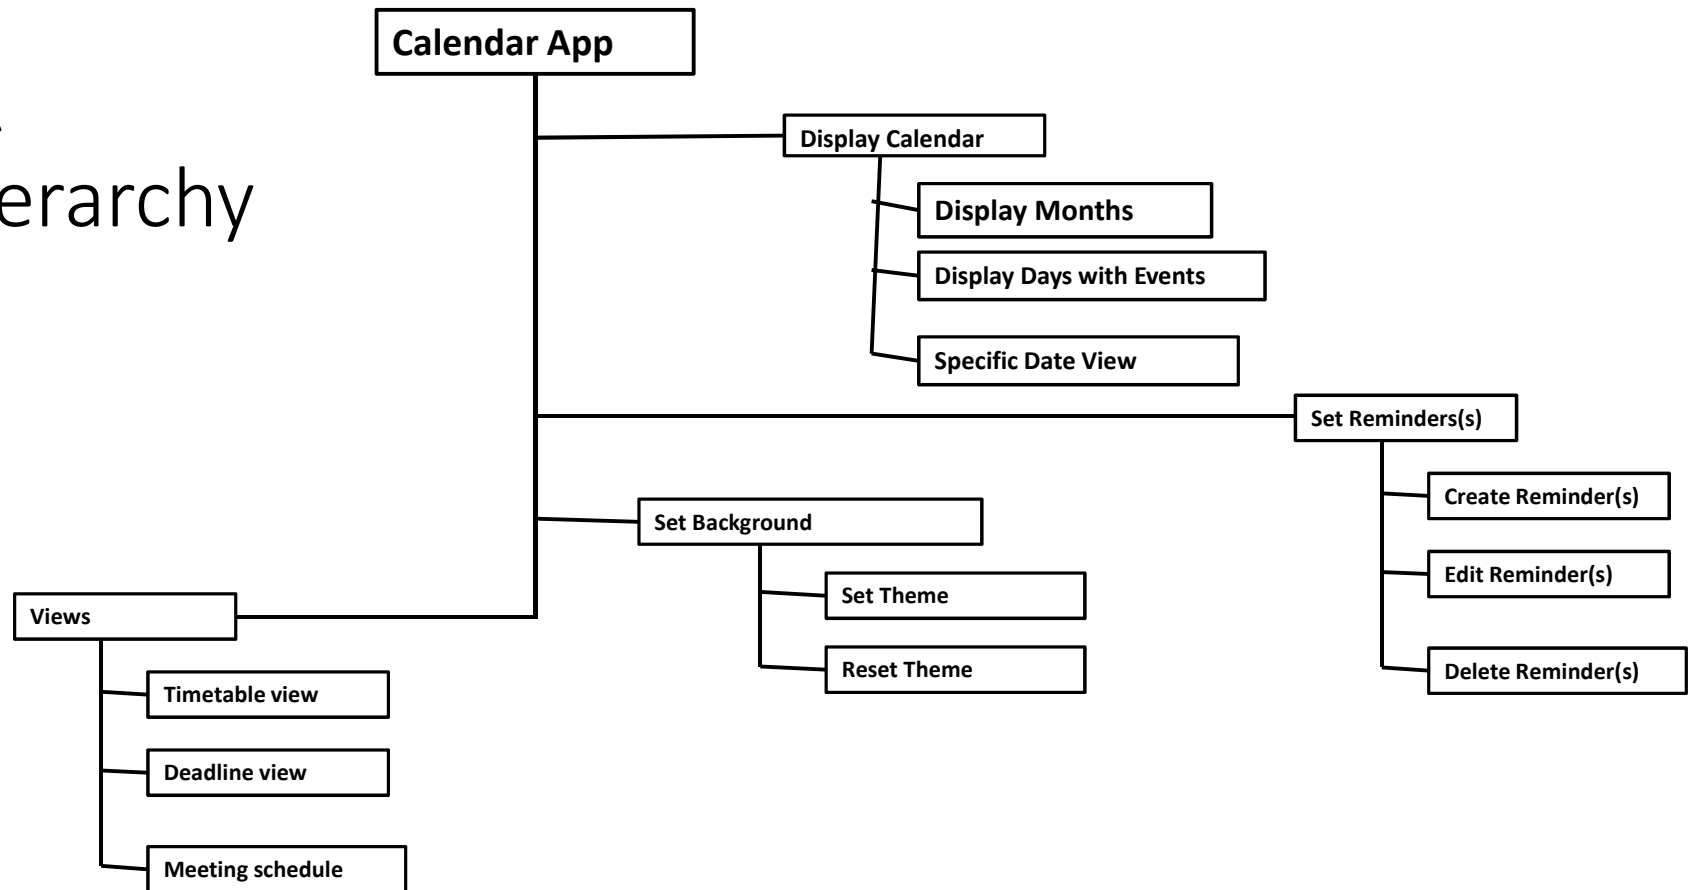 Calendar App
erarchy
Display Calendar
Display Months
Display Days with Events
Specific Date View
Set Reminders(s)
Create Reminder(s)
Edit Reminder(s)
Delete Reminder(s)
Set Background
Set Theme
Reset Theme
Views
Timetable view
Deadline view
Meeting schedule